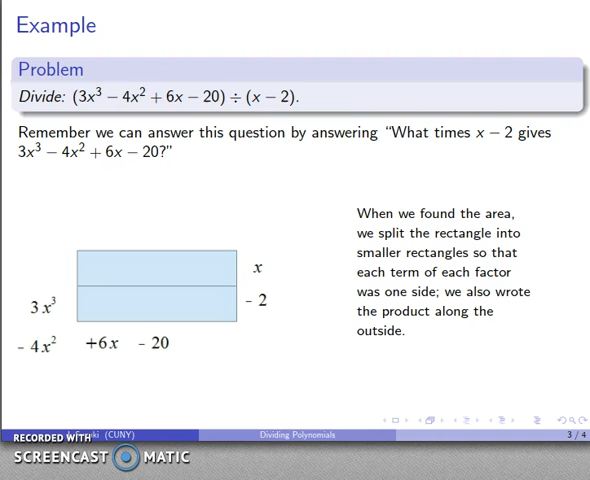 Example
Problem
Divide: (3x³ − 4x² + 6x − 20) ÷ (x − 2).
Remember we can answer this question by answering “What times x − 2 gives
3x³ − 4x² + 6x − 20?”
When we found the area,
we split the rectangle into
smaller rectangles so that
each term of each factor
was one side; we also wrote
the product along the
outside.
x
- 2
3x³
- 4x² +6x - 20
(CUNY) Dividing Polynomials 3 / 4
RECORDED WITH
SCREENCAST MATIC